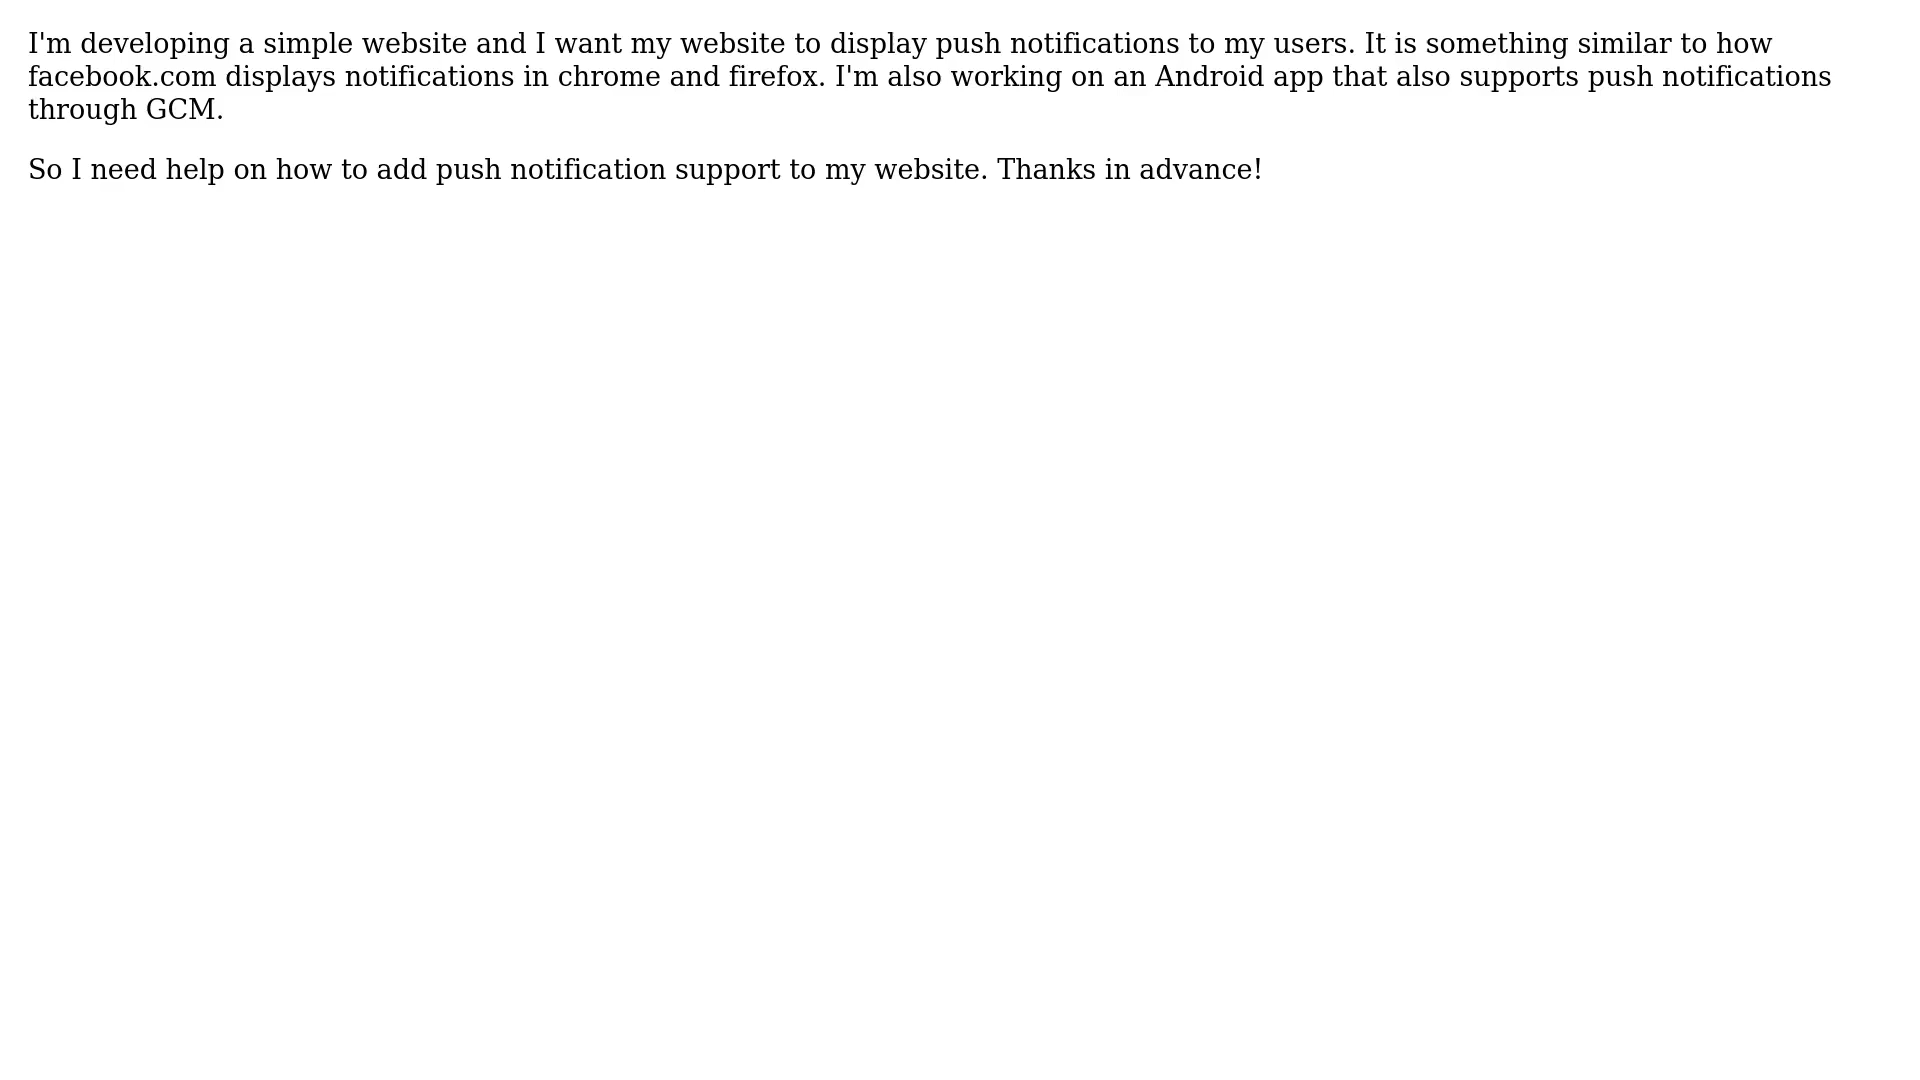 I'm developing a simple website and I want my website to display push notifications to my users. It is something similar to how
facebook.com displays notifications in chrome and firefox. I'm also working on an Android app that also supports push notifications
through GCM.
So I need help on how to add push notification support to my website. Thanks in advance!